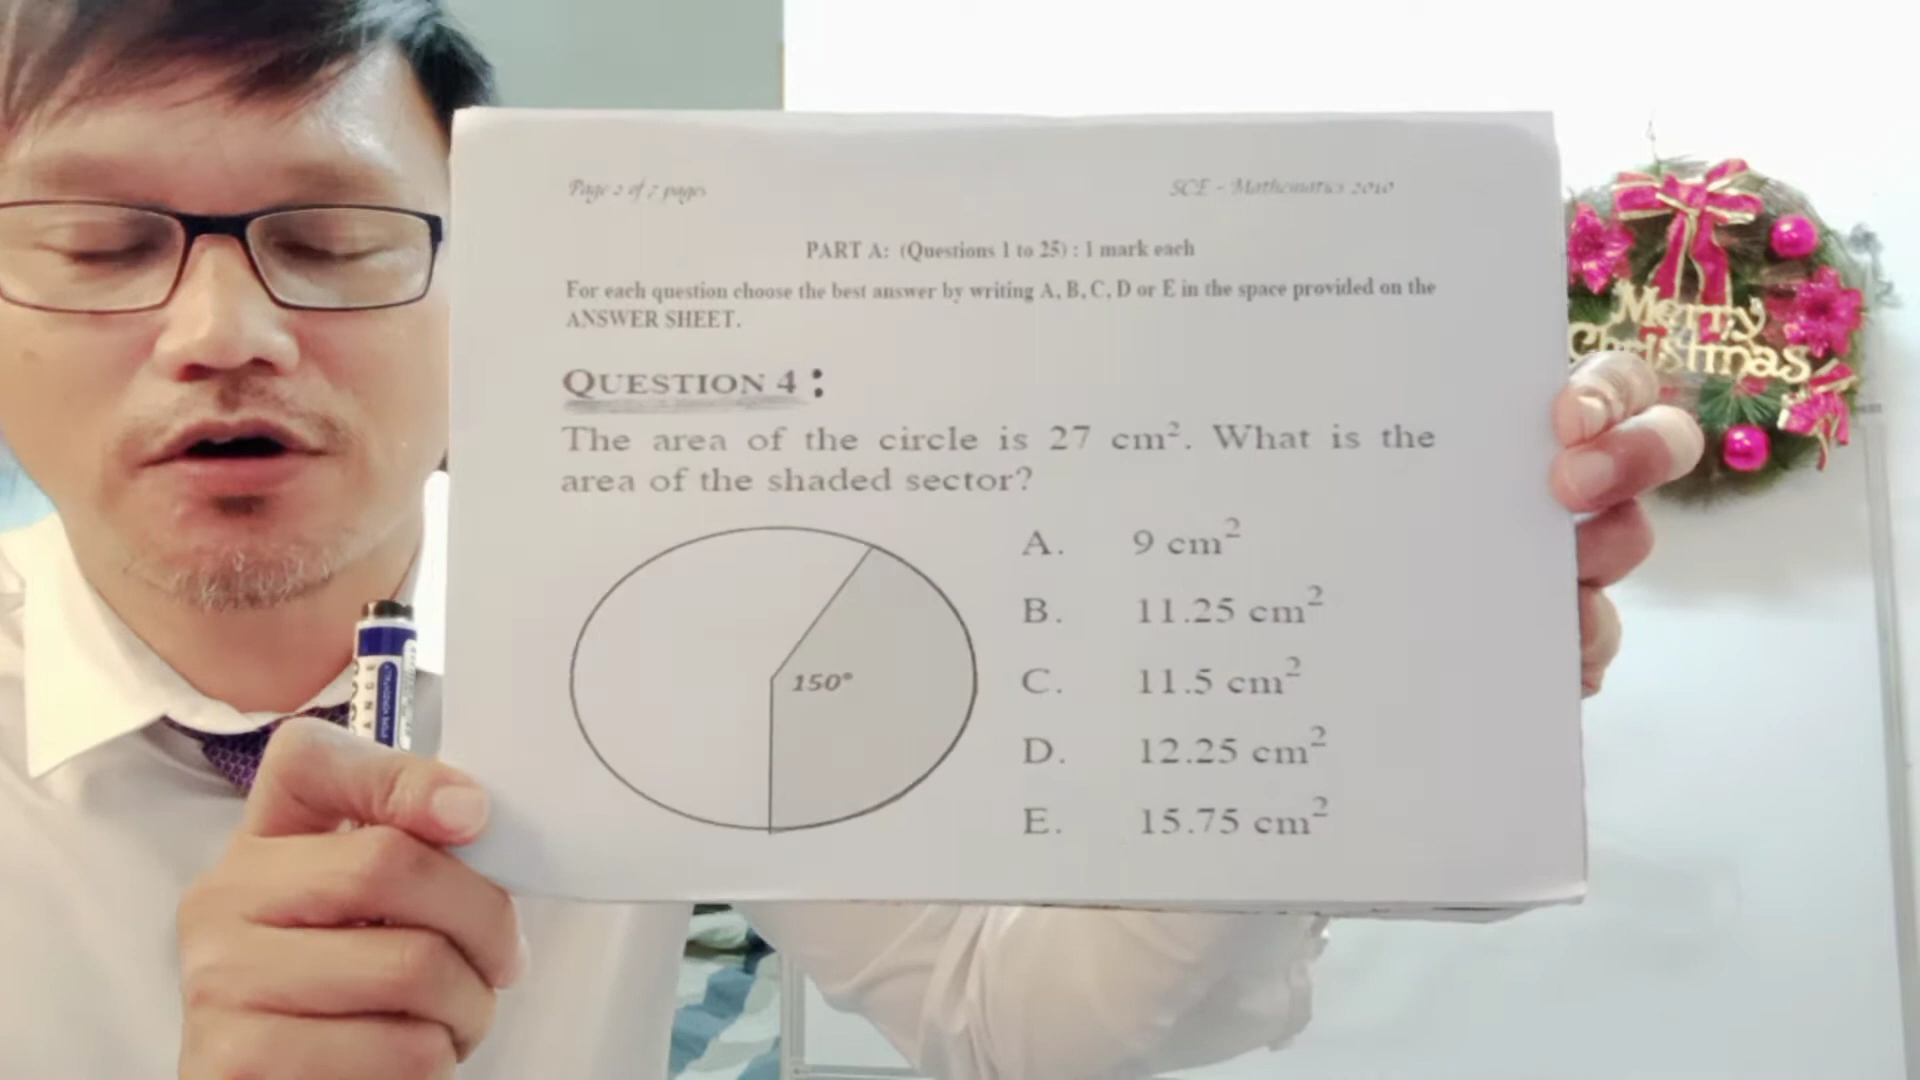 Page 2 of 7 pages
SCE - Mathematics 2010
PART A: (Questions 1 to 25) : 1 mark each
For each question choose the best answer by writing A, B, C, D or E in the space provided on the
ANSWER SHEET.
QUESTION 4 :
The area of the circle is 27 cm². What is the
area of the shaded sector?
150°
A. 9 cm²
B. 11.25 cm²
C. 11.5 cm²
D. 12.25 cm²
E. 15.75 cm²
Merry
Christmas